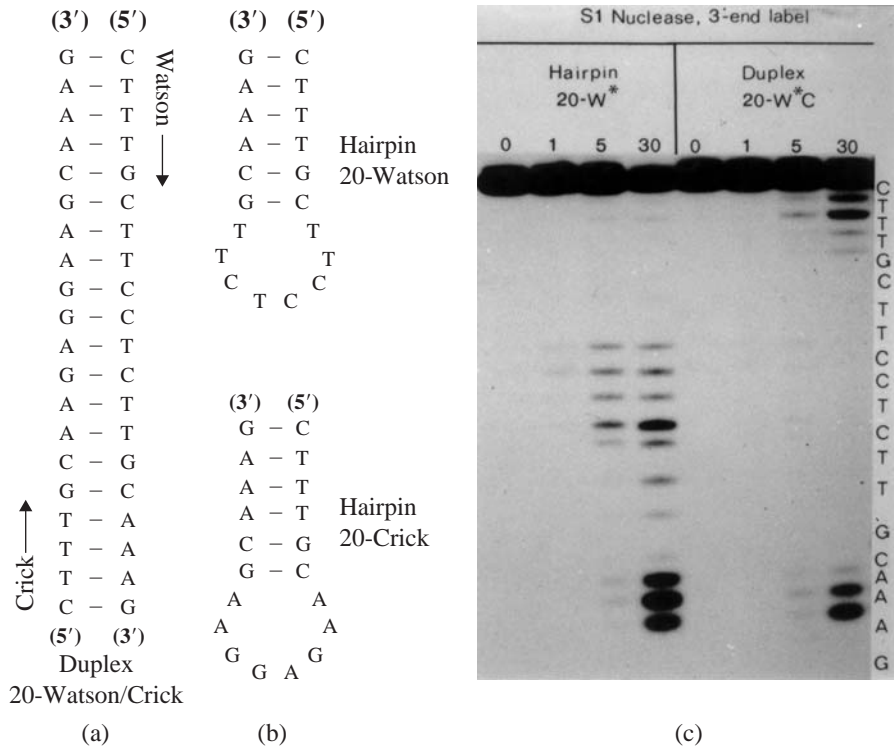 (3′) (5′)
G – C
A – T
A – T
A – T
C – G
G – C
A – T
A – T
G – C
G – C
A – T
G – C
A – T
A – T
C – G
G – C
T – A
T – A
T – A
C – G
(5′) (3′)
Watson
Crick
Duplex
20-Watson/Crick
(a)
(3′) (5′)
G – C
A – T
A – T
A – T
C – G
G – C
T T
T T
C C
T C
Hairpin
20-Watson
(3′) (5′)
G – C
A – T
A – T
A – T
C – G
G – C
A A
A A
G G
G A
Hairpin
20-Crick
(b)
S1 Nuclease, 3'-end label
Hairpin
20-W*
Duplex
20-W*C
0 1 5 30 0 1 5 30
C
T
T
T
G
C
T
T
C
C
T
C
T
T
G
C
A
A
A
G
(c)